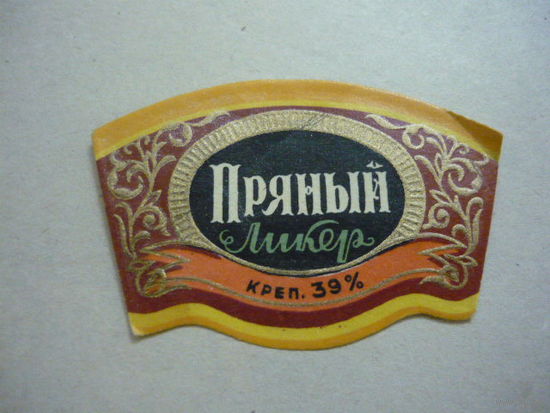 Пряный
Ликер
Креп. 39%